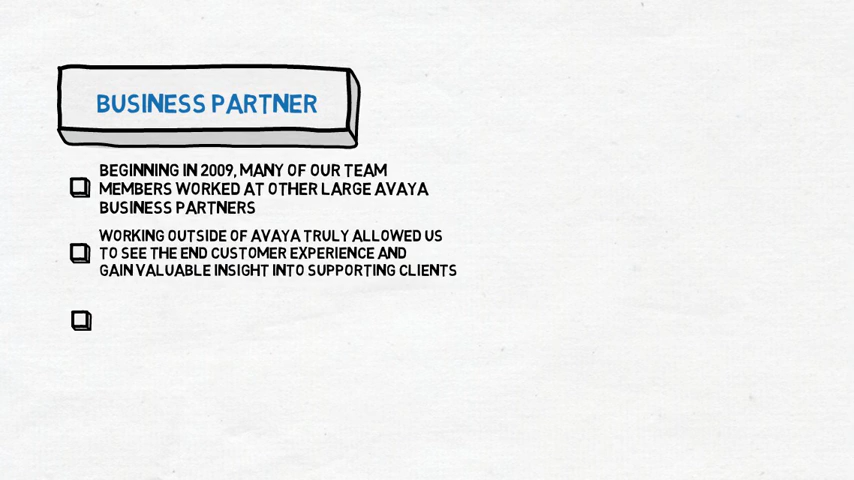 BUSINESS PARTNER
BEGINNING IN 2009, MANY OF OUR TEAM
MEMBERS WORKED AT OTHER LARGE AVAYA
BUSINESS PARTNERS
WORKING OUTSIDE OF AVAYA TRULY ALLOWED US
TO SEE THE END CUSTOMER EXPERIENCE AND
GAIN VALUABLE INSIGHT INTO SUPPORTING CLIENTS